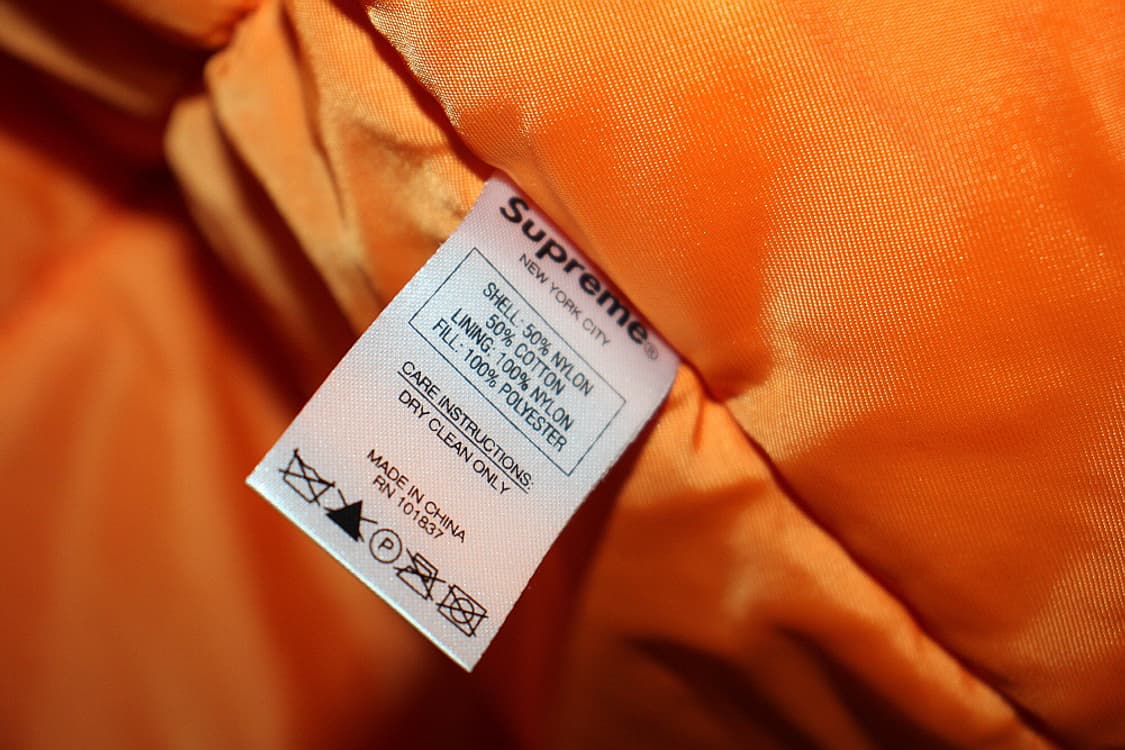 Supreme®
NEW YORK CITY
SHELL: 50% NYLON
50% COTTON
LINING: 100% NYLON
FILL: 100% POLYESTER
CARE INSTRUCTIONS:
DRY CLEAN ONLY
MADE IN CHINA
RN 101837
P